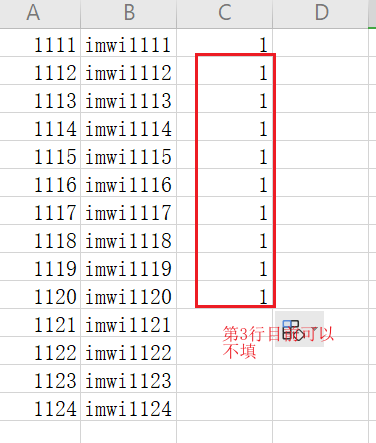 A B C D
1111 imwi1111 1
1112 imwi1112 1
1113 imwi1113 1
1114 imwi1114 1
1115 imwi1115 1
1116 imwi1116 1
1117 imwi1117 1
1118 imwi1118 1
1119 imwi1119 1
1120 imwi1120 1
1121 imwi1121
1122 imwi1122
1123 imwi1123
1124 imwi1124
第3行目前可以
不填